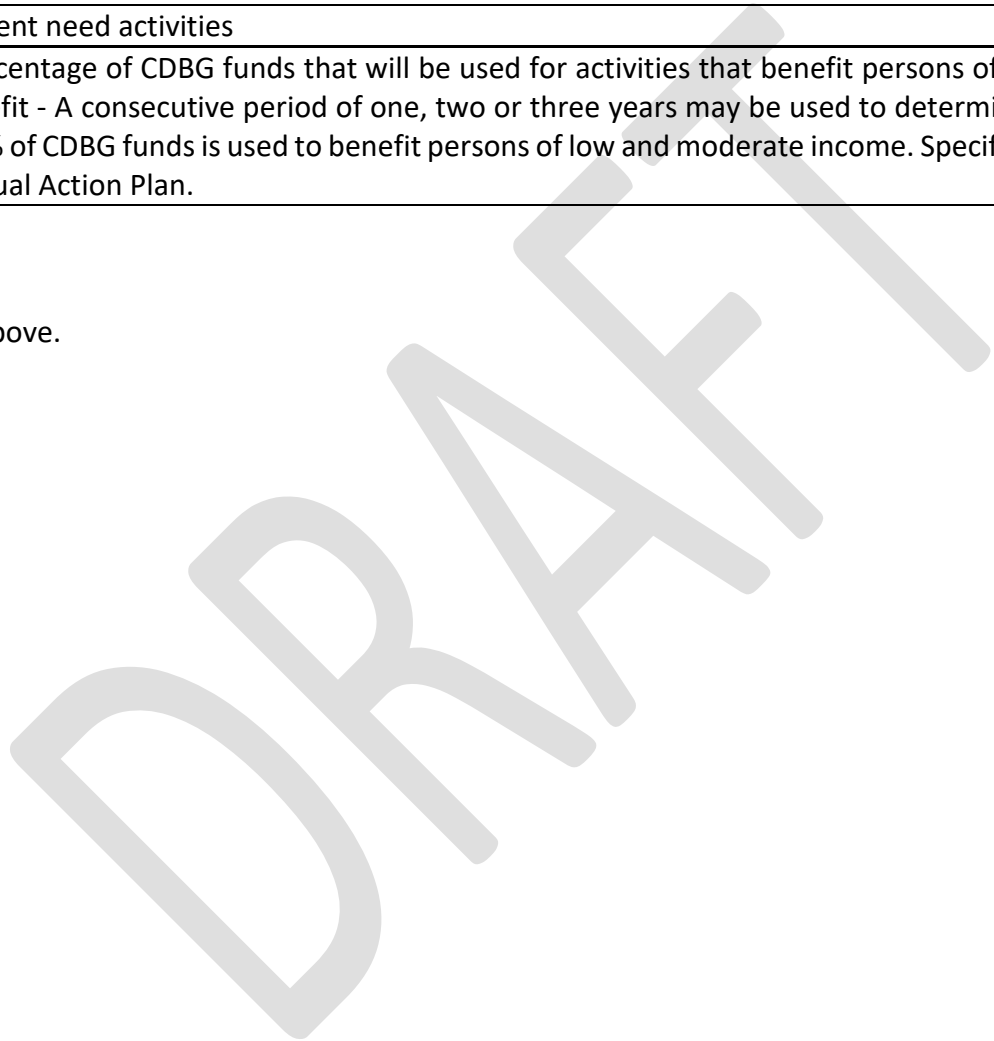 ent need activities
centage of CDBG funds that will be used for activities that benefit persons of
fit - A consecutive period of one, two or three years may be used to determi
% of CDBG funds is used to benefit persons of low and moderate income. Specif
ual Action Plan.
bove.
DRAFT